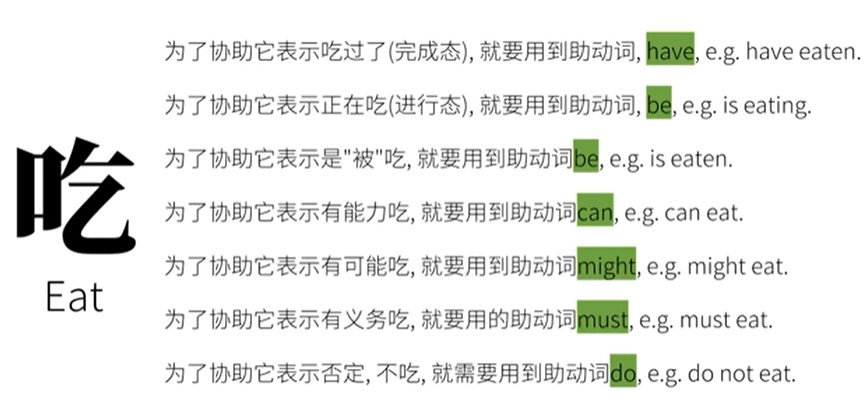 吃
Eat
为了协助它表示吃过了(完成态), 就要用到助动词, have, e.g. have eaten.
为了协助它表示正在吃(进行态), 就要用到助动词, be, e.g. is eating.
为了协助它表示是"被"吃, 就要用到助动词be, e.g. is eaten.
为了协助它表示有能力吃, 就要用到助动词can, e.g. can eat.
为了协助它表示有可能吃, 就要用到助动词might, e.g. might eat.
为了协助它表示有义务吃, 就要用的助动词must, e.g. must eat.
为了协助它表示否定, 不吃, 就需要用到助动词do, e.g. do not eat.